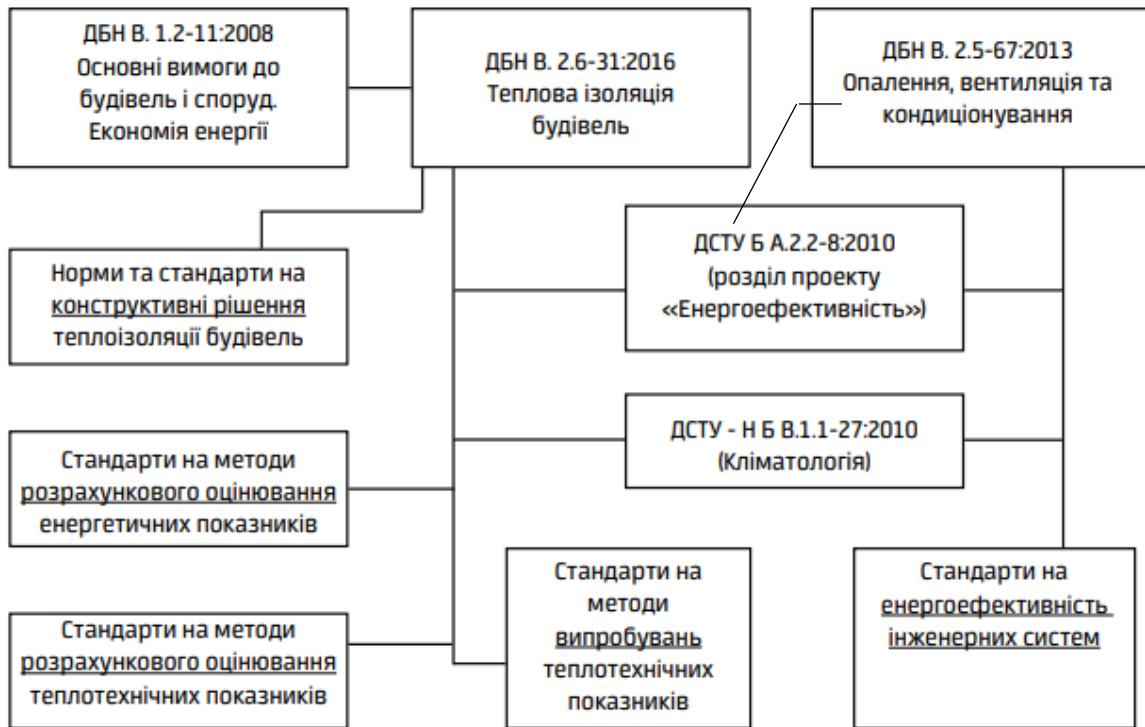 ДБН В. 1.2-11:2008
Основні вимоги до
будівель і споруд.
Економія енергії
ДБН В. 2.6-31:2016
Теплова ізоляція
будівель
ДБН В. 2.5-67:2013
Опалення, вентиляція та
кондиціонування
Норми та стандарти на
конструктивні рішення
теплоізоляції будівель
ДСТУ Б А.2.2-8:2010
(розділ проекту
«Енергоефективність»)
Стандарти на методи
розрахункового оцінювання
енергетичних показників
ДСТУ - Н Б В.1.1-27:2010
(Кліматологія)
Стандарти на методи
розрахункового оцінювання
теплотехнічних показників
Стандарти на
методи
випробувань
теплотехнічних
показників
Стандарти на
енергоефективність
інженерних систем